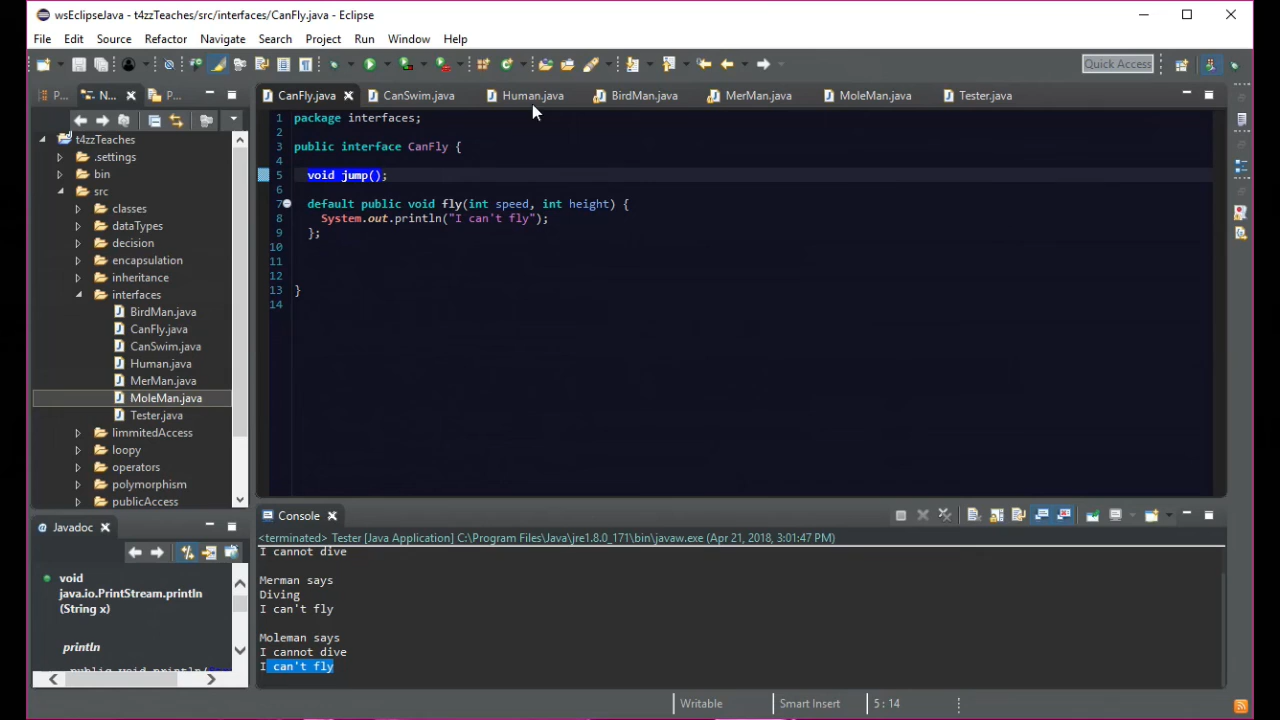 wsEclipseJava - t4zzTeaches/src/interfaces/CanFly.java - Eclipse
File Edit Source Refactor Navigate Search Project Run Window Help
Quick Access
P... N... P...
CanFly.java CanSwim.java Human.java BirdMan.java MerMan.java MoleMan.java Tester.java
t4zzTeaches
.settings
bin
src
classes
dataTypes
decision
encapsulation
inheritance
interfaces
BirdMan.java
CanFly.java
CanSwim.java
Human.java
MerMan.java
MoleMan.java
Tester.java
limmitedAccess
loopy
operators
polymorphism
publicAccess
1 package interfaces;
2
3 public interface CanFly {
4
5 void jump();
6
7 default public void fly(int speed, int height) {
8 System.out.println("I can't fly");
9 };
10
11
12
13 }
14
Javadoc
void
java.io.PrintStream.println
(String x)
println
Console
<terminated> Tester [Java Application] C:\Program Files\Java\jre1.8.0_171\bin\javaw.exe (Apr 21, 2018, 3:01:47 PM)
I cannot dive
Merman says
Diving
I can't fly
Moleman says
I cannot dive
I can't fly
Writable Smart Insert 5 : 14